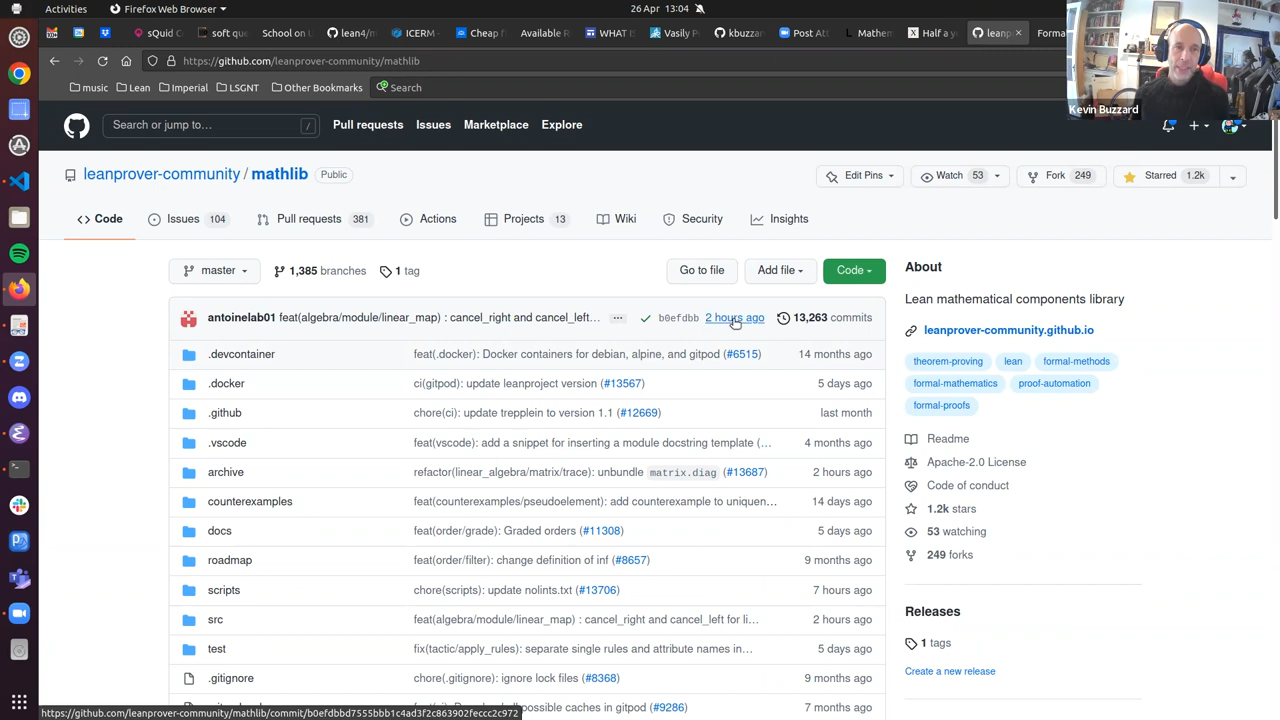 Activities Firefox Web Browser 26 Apr 13:04
sQuid G soft que School on lean4/m ICERM - Cheap f Available R WHAT IS Vasily P kbuzzar Post Att Mathem Half a y leanp Forma
https://github.com/leanprover-community/mathlib
music Lean Imperial LSGNT Other Bookmarks Search
Kevin Buzzard
Search or jump to… / Pull requests Issues Marketplace Explore
leanprover-community / mathlib Public
Edit Pins Watch 53 Fork 249 Starred 1.2k
Code Issues 104 Pull requests 381 Actions Projects 13 Wiki Security Insights
master 1,385 branches 1 tag Go to file Add file Code
antoinelab01 feat(algebra/module/linear_map) : cancel_right and cancel_left… ... b0efdbb 2 hours ago 13,263 commits
.devcontainer feat(.docker): Docker containers for debian, alpine, and gitpod (#6515) 14 months ago
.docker ci(gitpod): update leanproject version (#13567) 5 days ago
.github chore(ci): update trepplein to version 1.1 (#12669) last month
.vscode feat(vscode): add a snippet for inserting a module docstring template (… 4 months ago
archive refactor(linear_algebra/matrix/trace): unbundle matrix.diag (#13687) 2 hours ago
counterexamples feat(counterexamples/pseudoelement): add counterexample to uniquen… 14 days ago
docs feat(order/grade): Graded orders (#11308) 5 days ago
roadmap feat(order/filter): change definition of inf (#8657) 9 months ago
scripts chore(scripts): update nolints.txt (#13706) 7 hours ago
src feat(algebra/module/linear_map) : cancel_right and cancel_left for li… 2 hours ago
test fix(tactic/apply_rules): separate single rules and attribute names in… 5 days ago
.gitignore chore(.gitignore): ignore lock files (#8368) 9 months ago
possible caches in gitpod (#9286) 7 months ago
About
Lean mathematical components library
leanprover-community.github.io
theorem-proving lean formal-methods
formal-mathematics proof-automation
formal-proofs
Readme
Apache-2.0 License
Code of conduct
1.2k stars
53 watching
249 forks
Releases
1 tags
Create a new release
https://github.com/leanprover-community/mathlib/commit/b0efdbbd7555bbb1c4ad3f2c863902feccc2c972